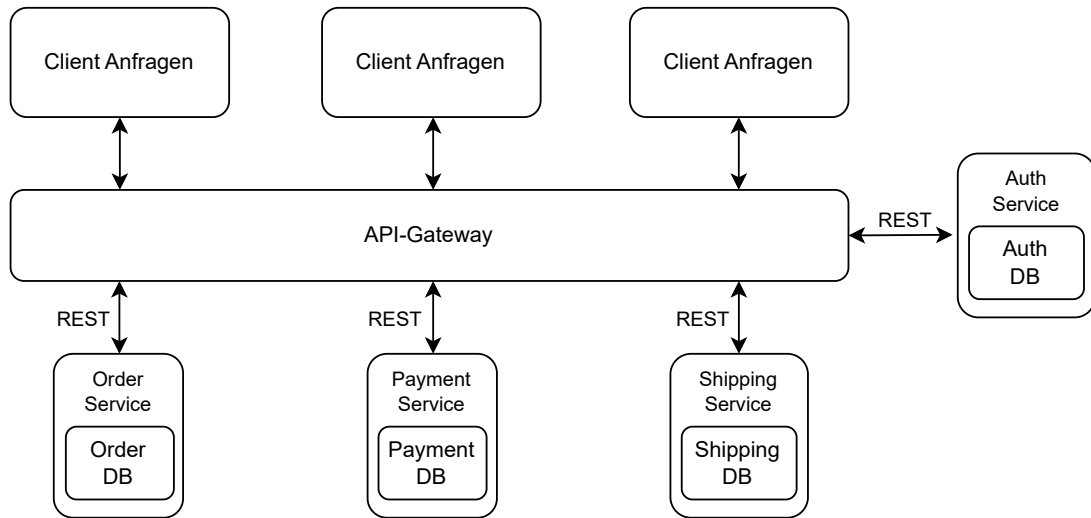 Client Anfragen
Client Anfragen
Client Anfragen
API-Gateway
REST
Auth
Service
Auth
DB
REST
REST
REST
Order
Service
Order
DB
Payment
Service
Payment
DB
Shipping
Service
Shipping
DB